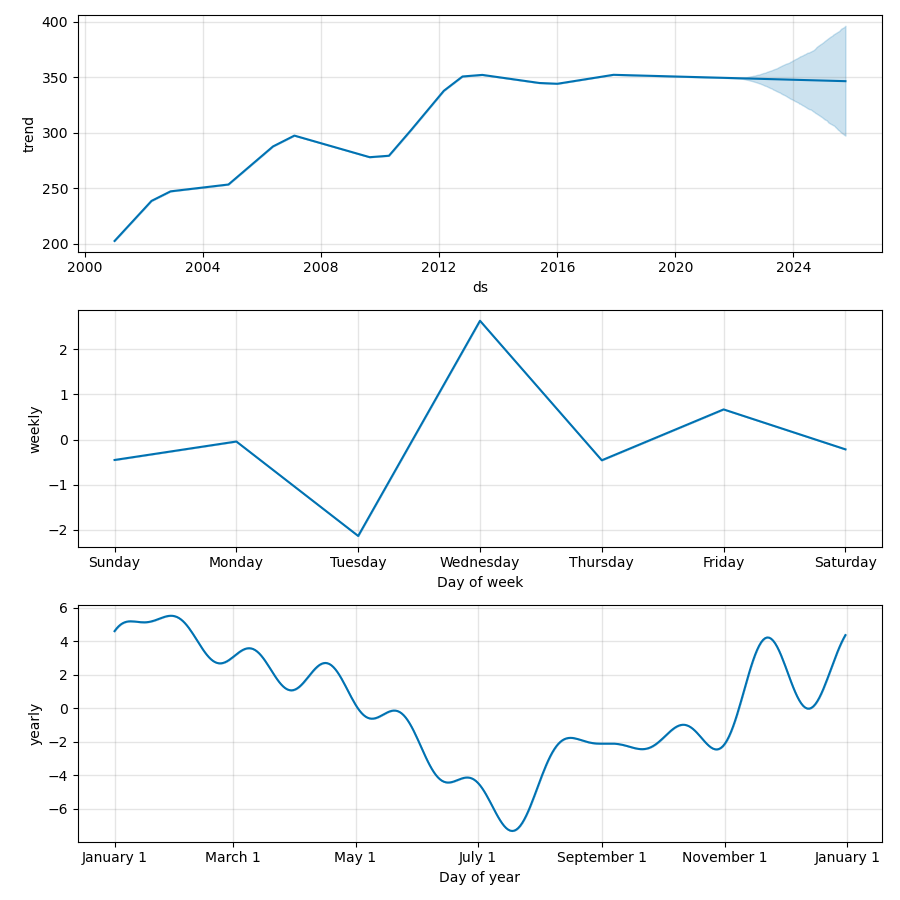 400
350
300
250
200
trend
2000 2004 2008 2012 2016 2020 2024
ds
2
1
0
−1
−2
weekly
Sunday Monday Tuesday Wednesday Thursday Friday Saturday
Day of week
6
4
2
0
−2
−4
−6
yearly
January 1 March 1 May 1 July 1 September 1 November 1 January 1
Day of year